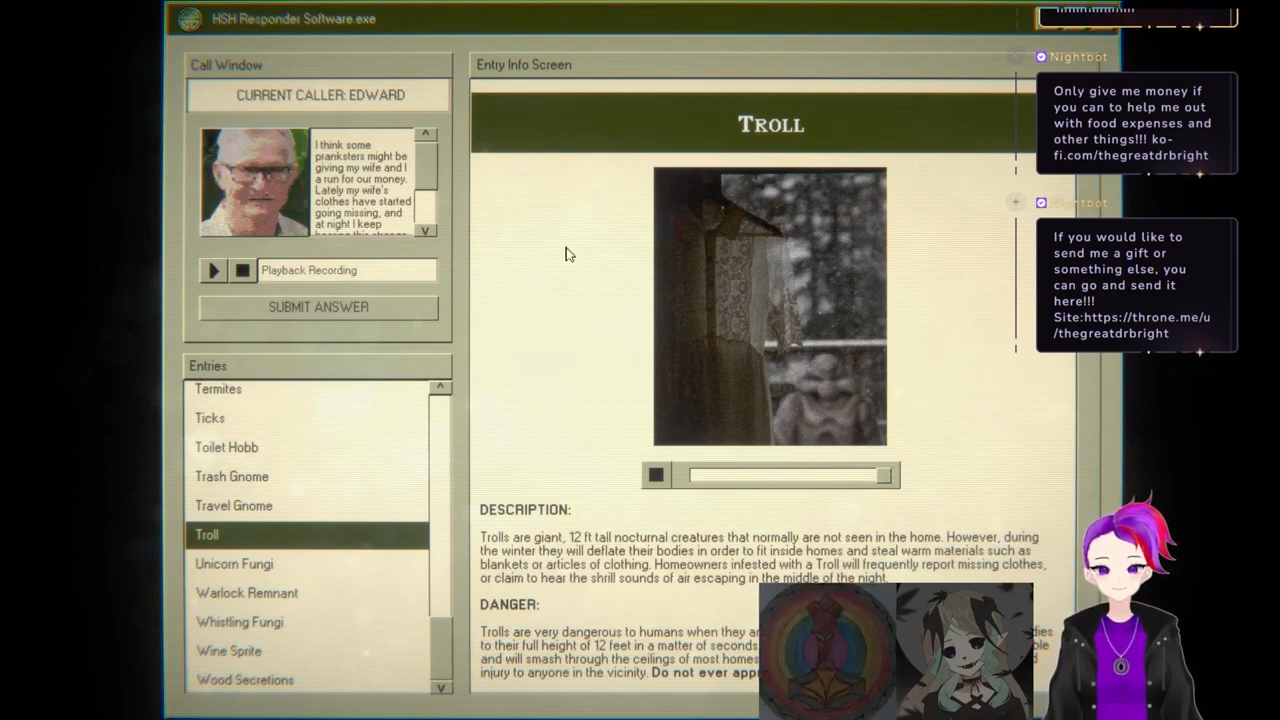 HSH Responder Software.exe
Call Window
CURRENT CALLER: EDWARD
I think some
pranksters might be
giving my wife and I
a run for our money.
Lately my wife's
clothes have started
going missing, and
at night I keep
Playback Recording
SUBMIT ANSWER
Entries
Termites
Ticks
Toilet Hobb
Trash Gnome
Travel Gnome
Troll
Unicorn Fungi
Warlock Remnant
Whistling Fungi
Wine Sprite
Wood Secretions
Entry Info Screen
TROLL
DESCRIPTION:
Trolls are giant, 12 ft tall nocturnal creatures that normally are not seen in the home. However, during
the winter they will deflate their bodies in order to fit inside homes and steal warm materials such as
blankets or articles of clothing. Homeowners infested with a Troll will frequently report missing clothes,
or claim to hear the shrill sounds of air escaping in the middle of the night.
DANGER:
Trolls are very dangerous to humans when they
to their full height of 12 feet in a matter of seconds
and will smash through the ceilings of most homes
injury to anyone in the vicinity. Do not ever
Nightbot
Only give me money if
you can to help me out
with food expenses and
other things!!! ko-
fi.com/thegreatdrbright
If you would like to
send me a gift or
something else, you
can go and send it
here!!!
Site:https://throne.me/u
/thegreatdrbright